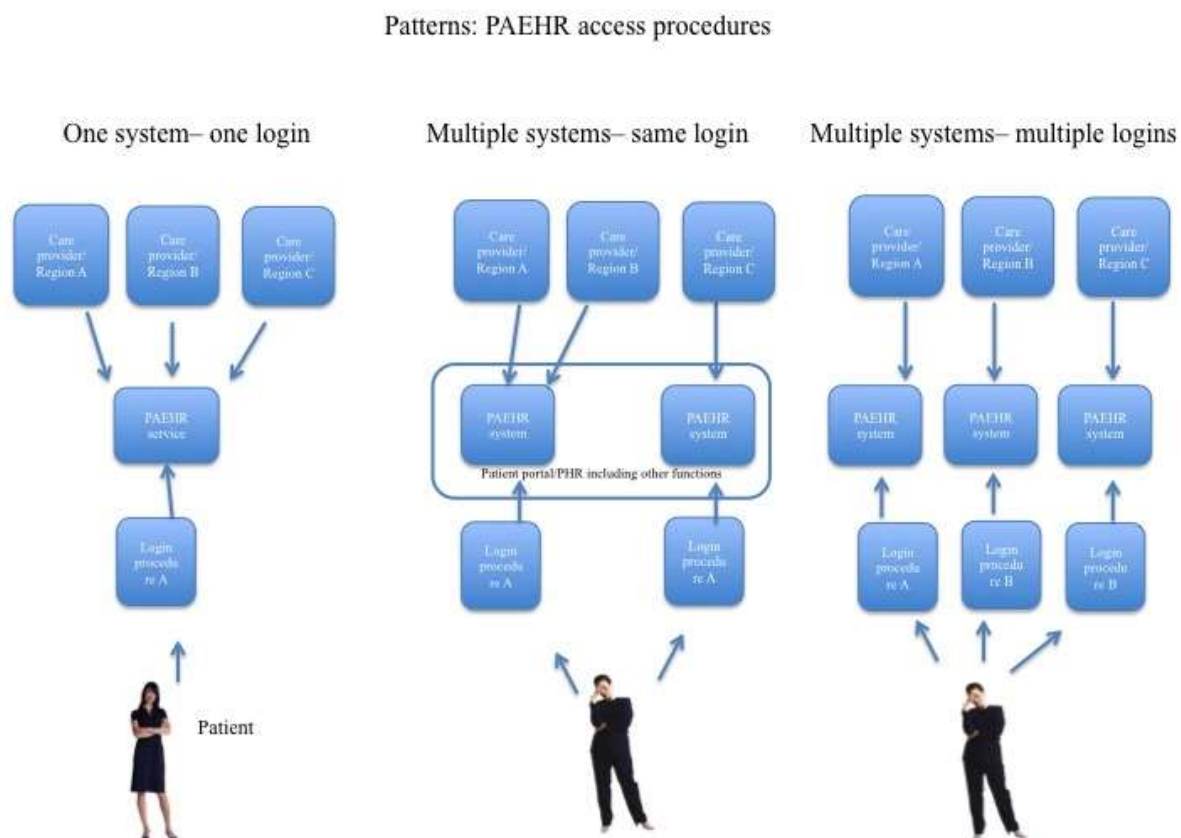 Patterns: PAEHR access procedures
One system– one login
Multiple systems– same login
Multiple systems– multiple logins
Care
provider/
Region A
Care
provider/
Region B
Care
provider/
Region C
Care
provider/
Region A
Care
provider/
Region B
Care
provider/
Region C
Care
provider/
Region A
Care
provider/
Region B
Care
provider/
Region C
PAEHR
service
PAEHR
system
PAEHR
system
Patient portal/PHR including other functions
PAEHR
system
PAEHR
system
PAEHR
system
Login
procedu
re A
Login
procedu
re A
Login
procedu
re A
Login
procedu
re A
Login
procedu
re B
Login
procedu
re B
Patient